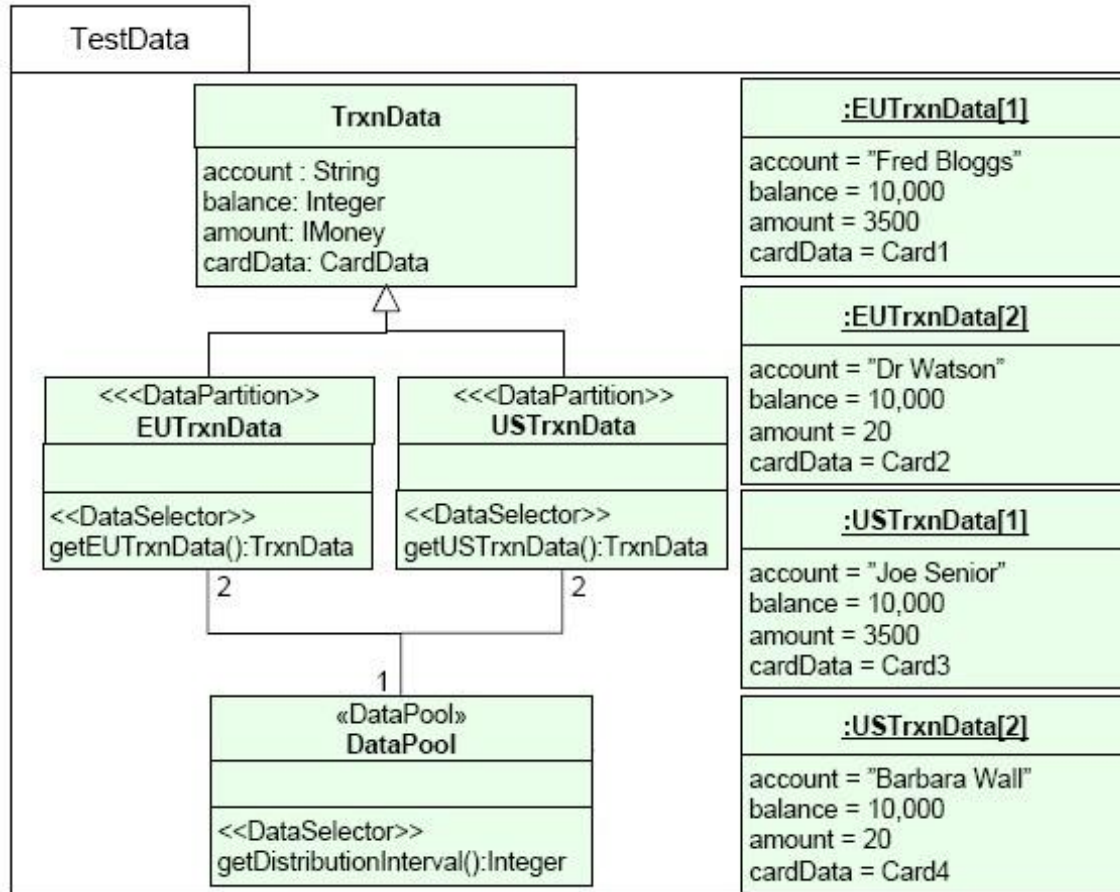 TestData
TrxnData
account : String
balance: Integer
amount: IMoney
cardData: CardData
<<<DataPartition>>
EUTrxnData
<<DataSelector>>
getEUTrxnData():TrxnData
2
<<<DataPartition>>
USTrxnData
<<DataSelector>>
getUSTrxnData():TrxnData
2
1
«DataPool»
DataPool
<<DataSelector>>
getDistributionInterval():Integer
:EUTrxnData[1]
account = ”Fred Bloggs”
balance = 10,000
amount = 3500
cardData = Card1
:EUTrxnData[2]
account = ”Dr Watson”
balance = 10,000
amount = 20
cardData = Card2
:USTrxnData[1]
account = ”Joe Senior”
balance = 10,000
amount = 3500
cardData = Card3
:USTrxnData[2]
account = ”Barbara Wall”
balance = 10,000
amount = 20
cardData = Card4